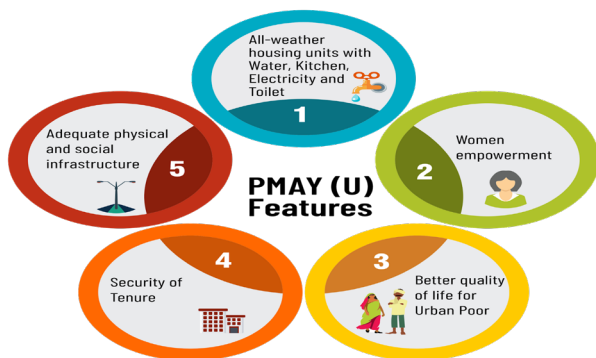 All-weather
housing units with
Water, Kitchen,
Electricity and
Toilet
1
Women
empowerment
2
Better quality
of life for
Urban Poor
3
Security of
Tenure
4
Adequate physical
and social
infrastructure
5
PMAY (U)
Features